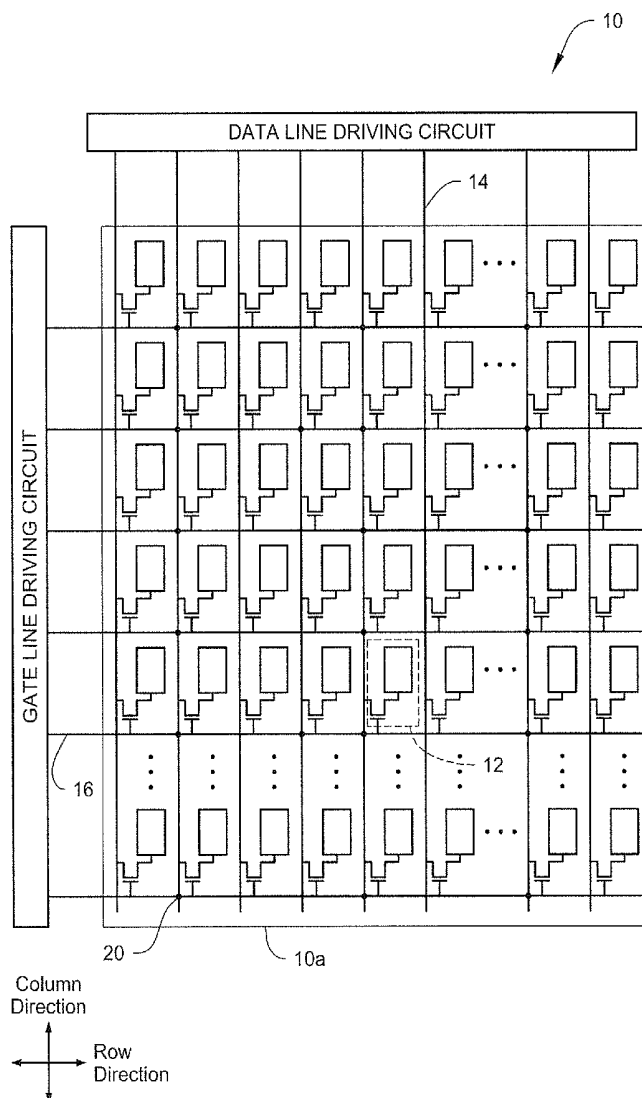 10
DATA LINE DRIVING CIRCUIT
14
GATE LINE DRIVING CIRCUIT
16
12
20
10a
Column
Direction
Row
Direction